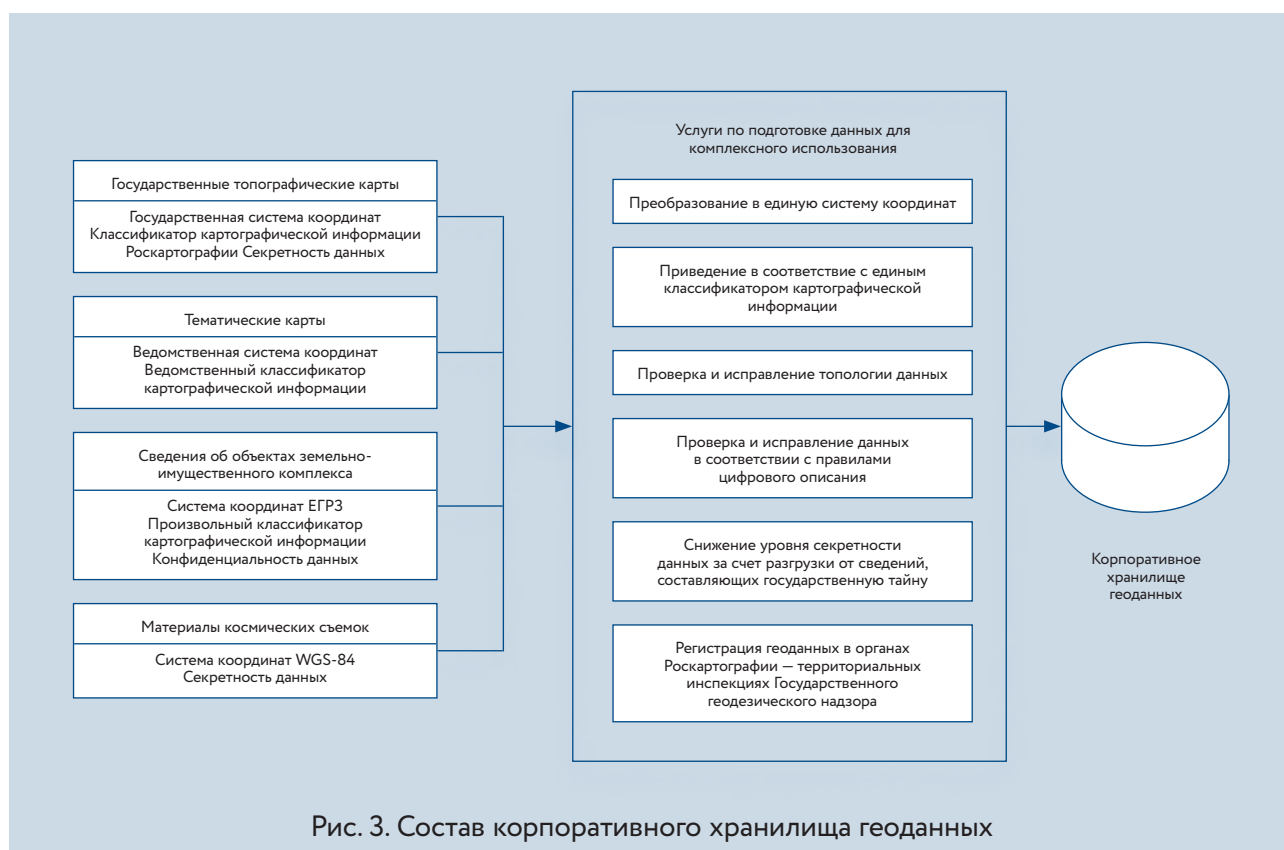 Государственные топографические карты
Государственная система координат
Классификатор картографической информации
Роскартографии Секретность данных
Тематические карты
Ведомственная система координат
Ведомственный классификатор
картографической информации
Сведения об объектах земельно-
имущественного комплекса
Система координат ЕГРЗ
Произвольный классификатор
картографической информации
Конфиденциальность данных
Материалы космических съемок
Система координат WGS-84
Секретность данных
Услуги по подготовке данных для
комплексного использования
Преобразование в единую систему координат
Приведение в соответствие с единым
классификатором картографической
информации
Проверка и исправление топологии данных
Проверка и исправление данных
в соответствии с правилами
цифрового описания
Снижение уровня секретности
данных за счет разгрузки от сведений,
составляющих государственную тайну
Регистрация геоданных в органах
Роскартографии — территориальных
инспекциях Государственного
геодезического надзора
Корпоративное
хранилище
геоданных
Рис. 3. Состав корпоративного хранилища геоданных